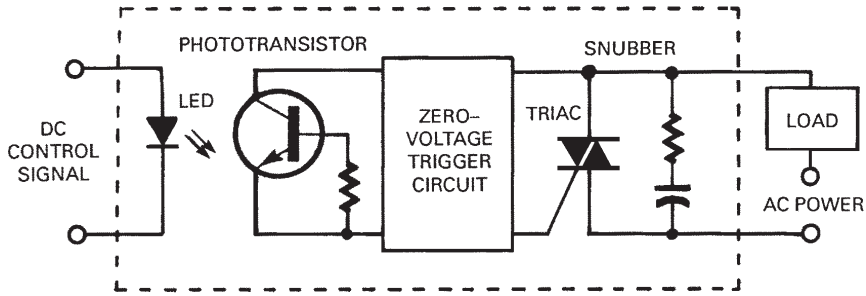 PHOTOTRANSISTOR
SNUBBER
LED
TRIAC
DC
CONTROL
SIGNAL
ZERO–
VOLTAGE
TRIGGER
CIRCUIT
LOAD
AC POWER